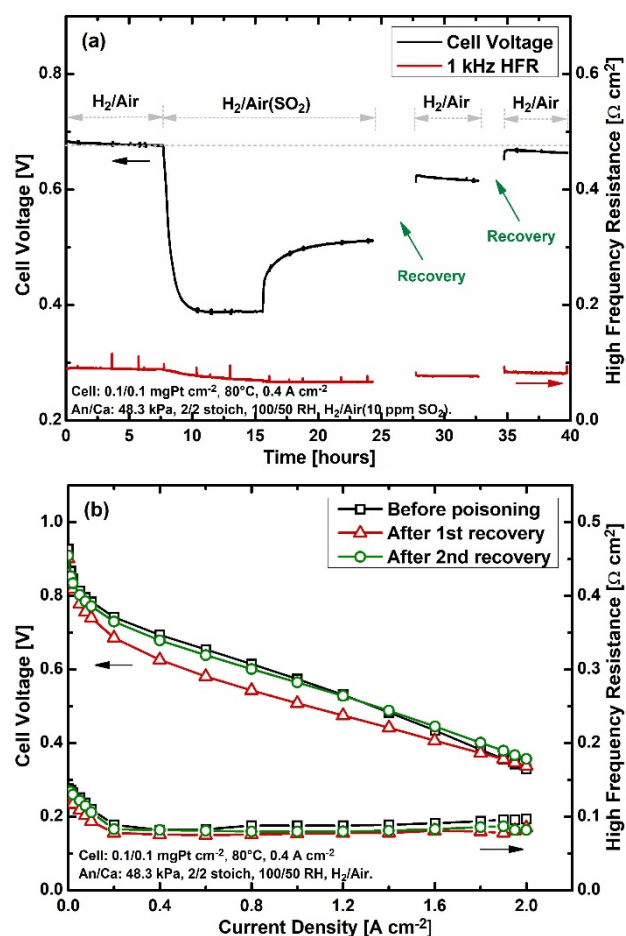 (a)
Cell Voltage
1 kHz HFR
H2/Air
H2/Air(SO2)
H2/Air
H2/Air
Recovery
Recovery
Cell Voltage [V]
High Frequency Resistance [Ω cm2]
0.8
0.6
0.4
0.2
0.6
0.4
0.2
0.0
Cell: 0.1/0.1 mgPt cm-2, 80°C, 0.4 A cm-2
An/Ca: 48.3 kPa, 2/2 stoich, 100/50 RH, H2/Air(10 ppm SO2).
0 5 10 15 20 25 30 35 40
Time [hours]
(b)
Before poisoning
After 1st recovery
After 2nd recovery
Cell Voltage [V]
High Frequency Resistance [Ω cm2]
1.0
0.8
0.6
0.4
0.2
0.0
0.5
0.4
0.3
0.2
0.1
0.0
Cell: 0.1/0.1 mgPt cm-2, 80°C, 0.4 A cm-2
An/Ca: 48.3 kPa, 2/2 stoich, 100/50 RH, H2/Air.
0.0 0.4 0.8 1.2 1.6 2.0
Current Density [A cm-2]